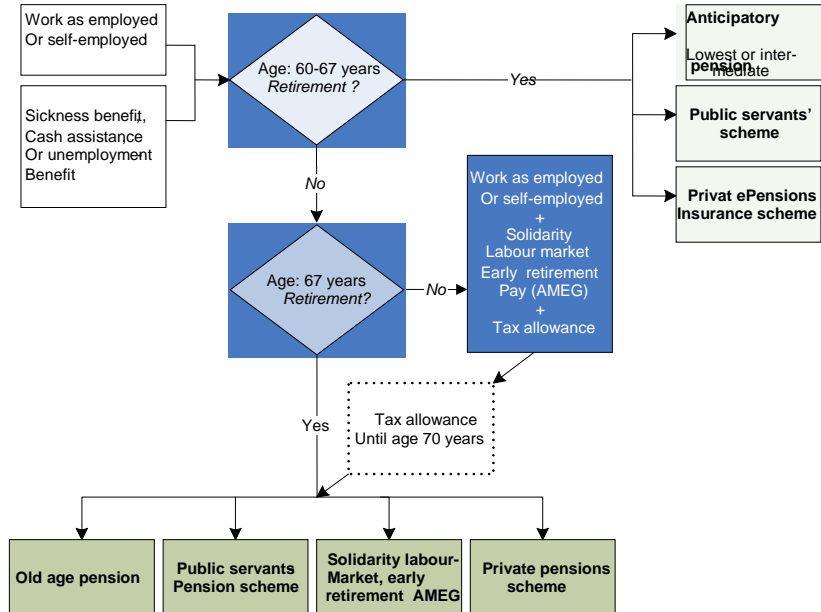 Work as employed
Or self-employed
Sickness benefit,
Cash assistance
Or unemployment
Benefit
Age: 60-67 years
Retirement ?
Yes
Anticipatory
pension
Lowest or inter-
mediate
Public servants'
scheme
Privat ePensions
Insurance scheme
No
Age: 67 years
Retirement?
No
Work as employed
Or self-employed
+
Solidarity
Labour market
Early retirement
Pay (AMEG)
+
Tax allowance
Yes
Tax allowance
Until age 70 years
Old age pension
Public servants
Pension scheme
Solidarity labour-
Market, early
retirement AMEG
Private pensions
scheme